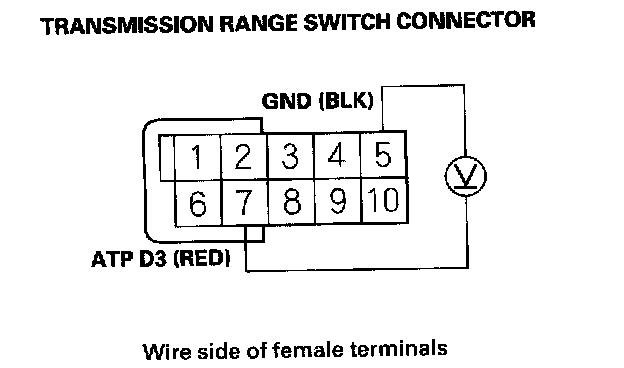 TRANSMISSION RANGE SWITCH CONNECTOR
GND (BLK)
1 2 3 4 5
6 7 8 9 10
V
ATP D3 (RED)
Wire side of female terminals